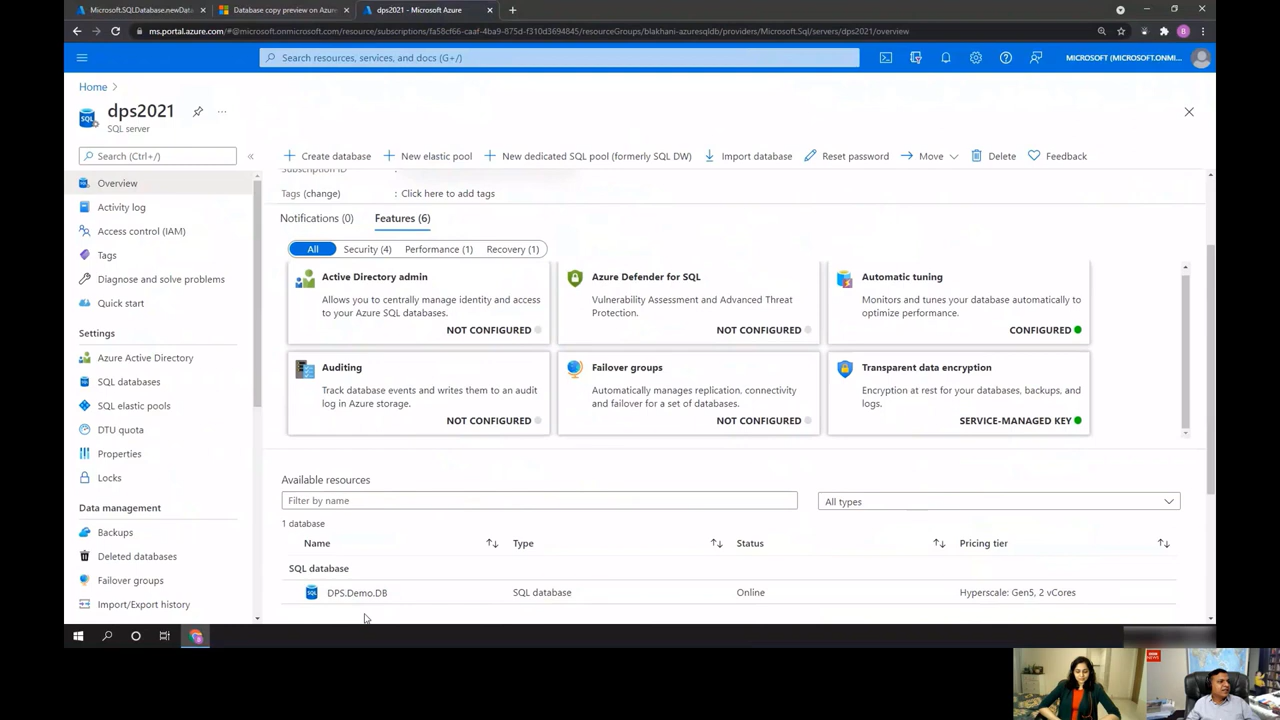 Microsoft.SQLDatabase.newData
Database copy preview on Azure
dps2021 - Microsoft Azure
ms.portal.azure.com/#@microsoft.onmicrosoft.com/resource/subscriptions/fa58cf66-caaf-4ba9-875d-f310d3694845/resourceGroups/blakhani-azuresqldb/providers/Microsoft.Sql/servers/dps2021/overview
Search resources, services, and docs (G+/)
MICROSOFT (MICROSOFT.ONMI...
Home
dps2021
SQL server
Search (Ctrl+/)
Create database
New elastic pool
New dedicated SQL pool (formerly SQL DW)
Import database
Reset password
Move
Delete
Feedback
Overview
Activity log
Access control (IAM)
Tags
Diagnose and solve problems
Quick start
Settings
Azure Active Directory
SQL databases
SQL elastic pools
DTU quota
Properties
Locks
Data management
Backups
Deleted databases
Failover groups
Import/Export history
Subscription ID :
Tags (change) : Click here to add tags
Notifications (0) Features (6)
All Security (4) Performance (1) Recovery (1)
Active Directory admin
Allows you to centrally manage identity and access
to your Azure SQL databases.
NOT CONFIGURED
Azure Defender for SQL
Vulnerability Assessment and Advanced Threat
Protection.
NOT CONFIGURED
Automatic tuning
Monitors and tunes your database automatically to
optimize performance.
CONFIGURED
Auditing
Track database events and writes them to an audit
log in Azure storage.
NOT CONFIGURED
Failover groups
Automatically manages replication, connectivity
and failover for a set of databases.
NOT CONFIGURED
Transparent data encryption
Encryption at rest for your databases, backups, and
logs.
SERVICE-MANAGED KEY
Available resources
Filter by name
All types
1 database
Name Type Status Pricing tier
SQL database
DPS.Demo.DB SQL database Online Hyperscale: Gen5, 2 vCores